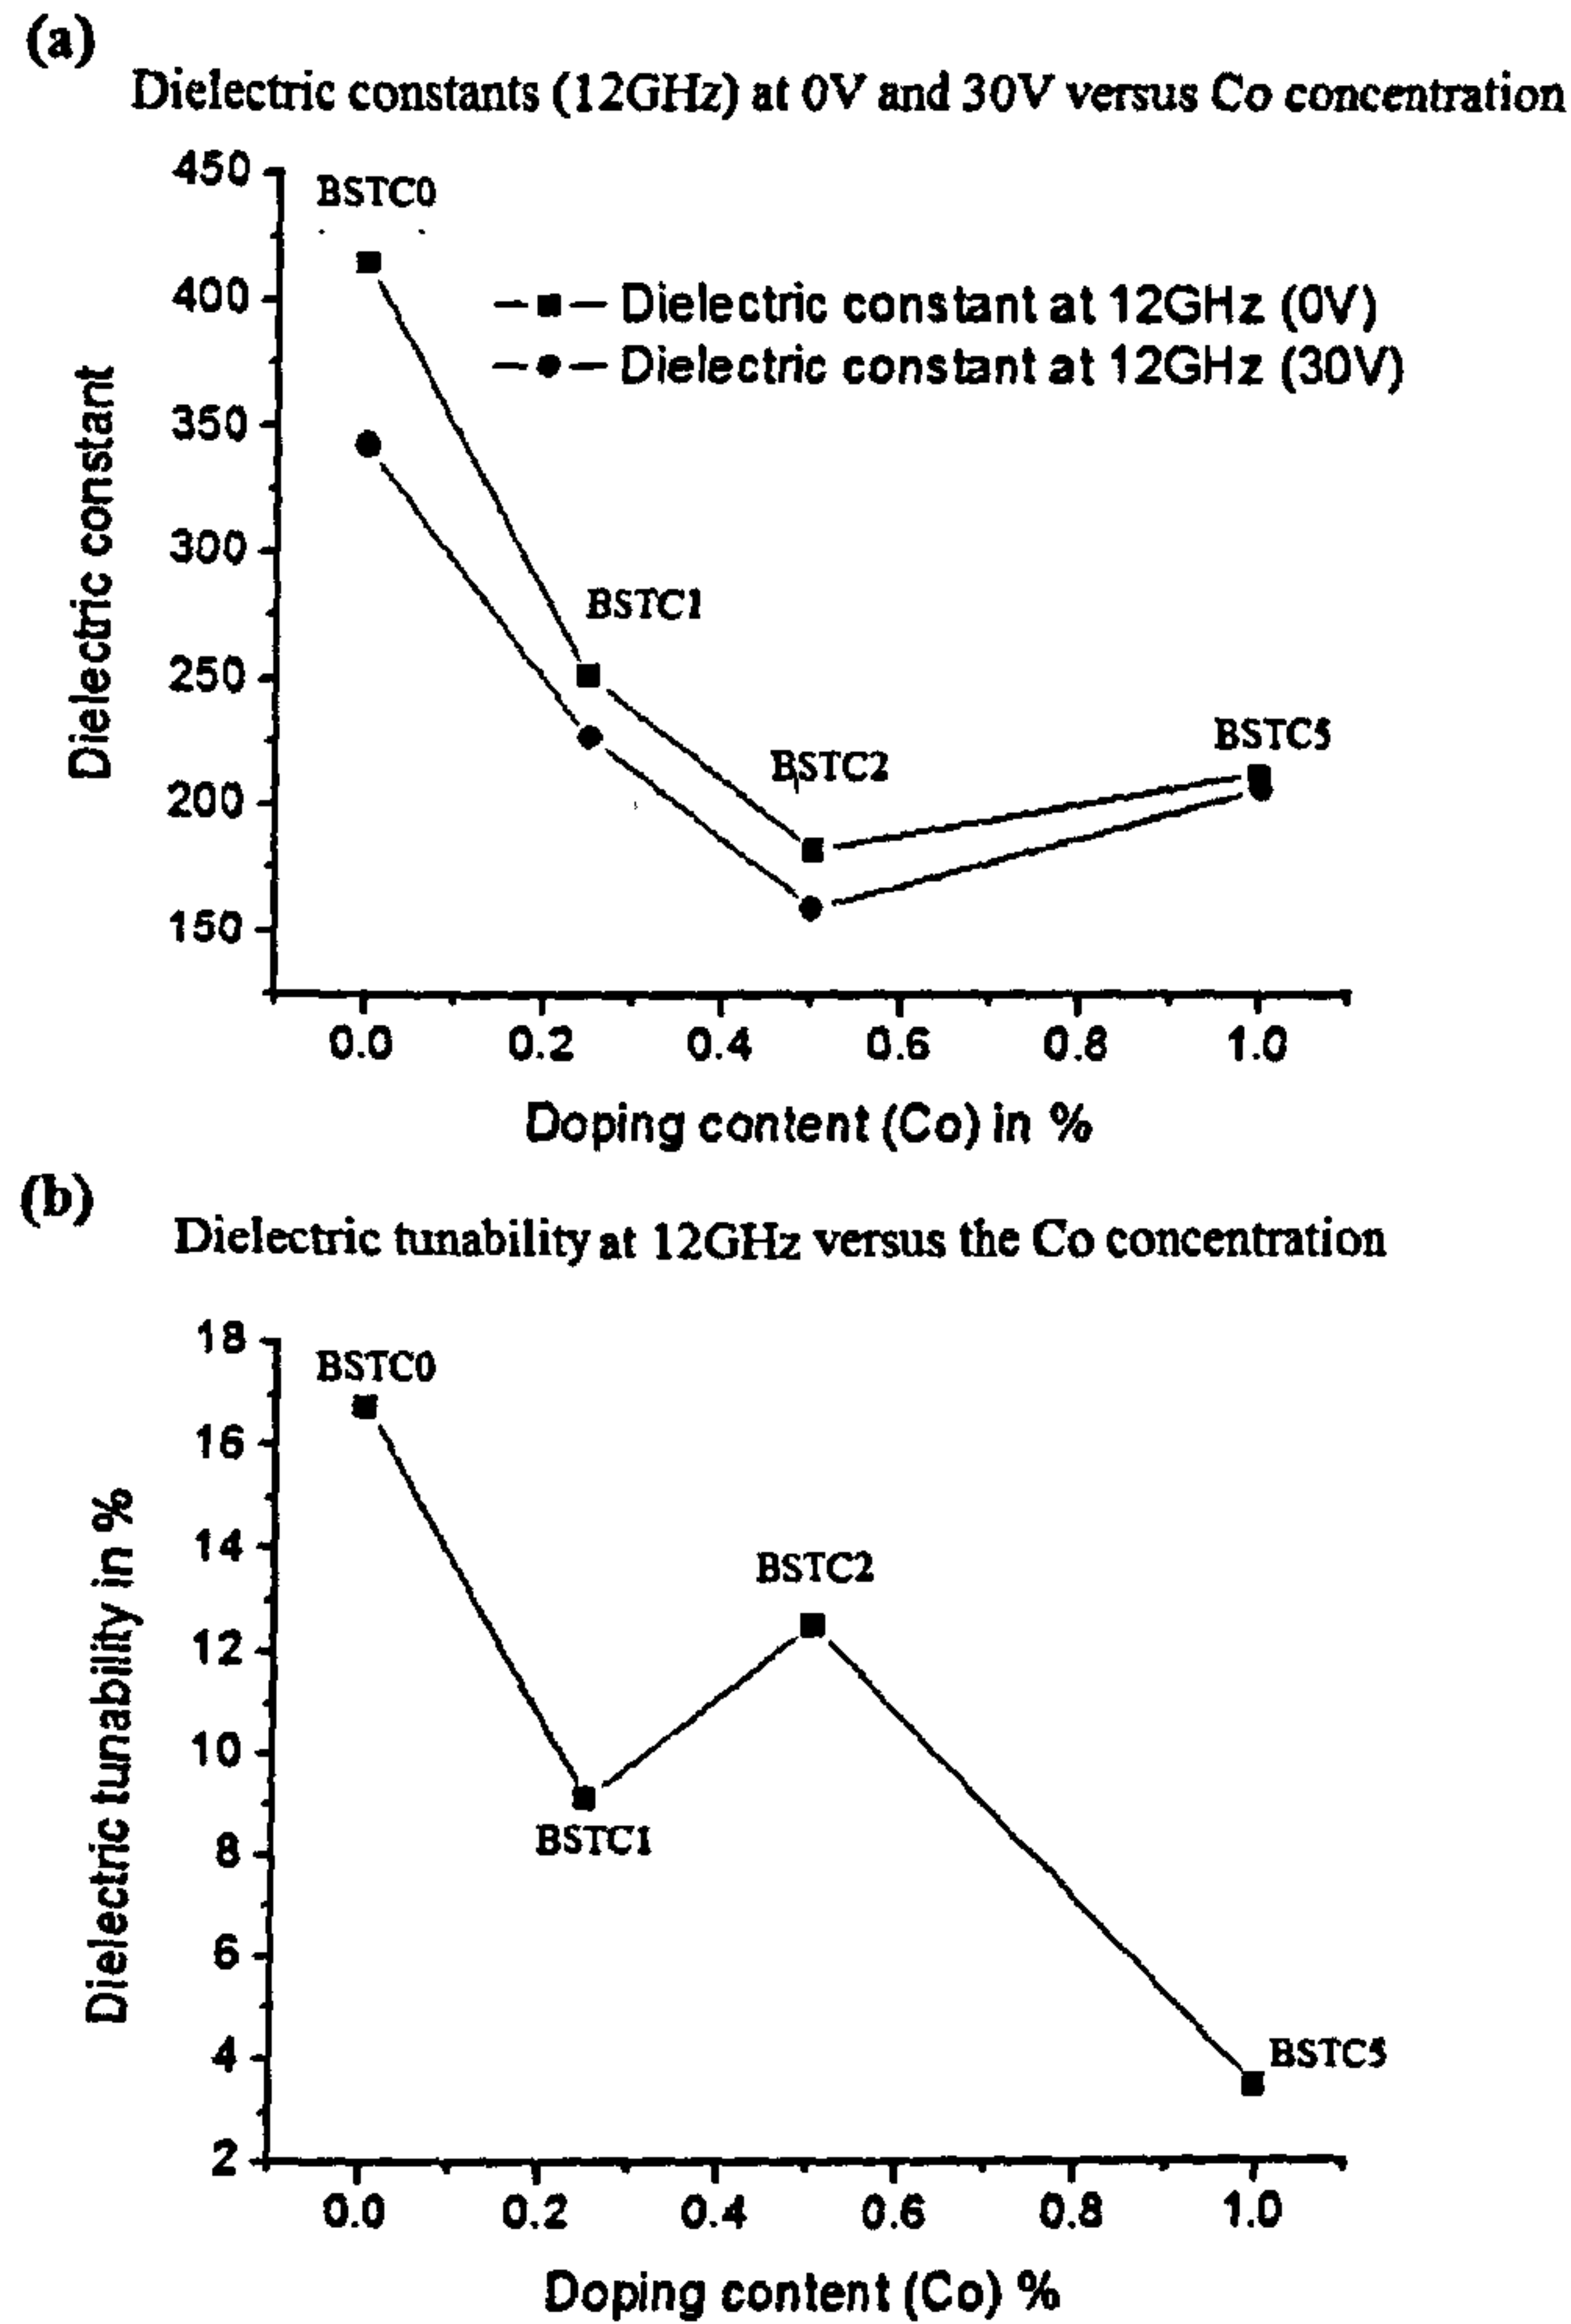 (a)
Dielectric constants (12GHz) at 0V and 30V versus Co concentration
450
BSTC0
400
Dielectric constant at 12GHz (0V)
Dielectric constant at 12GHz (30V)
350
300
BSTC1
250
BSTC2
BSTC5
200
150
Dielectric constant
0.0 0.2 0.4 0.6 0.8 1.0
Doping content (Co) in %
(b)
Dielectric tunability at 12GHz versus the Co concentration
18
BSTC0
16
14
BSTC2
12
10
BSTC1
8
6
4
BSTC5
2
Dielectric tunability in %
0.0 0.2 0.4 0.6 0.8 1.0
Doping content (Co) %